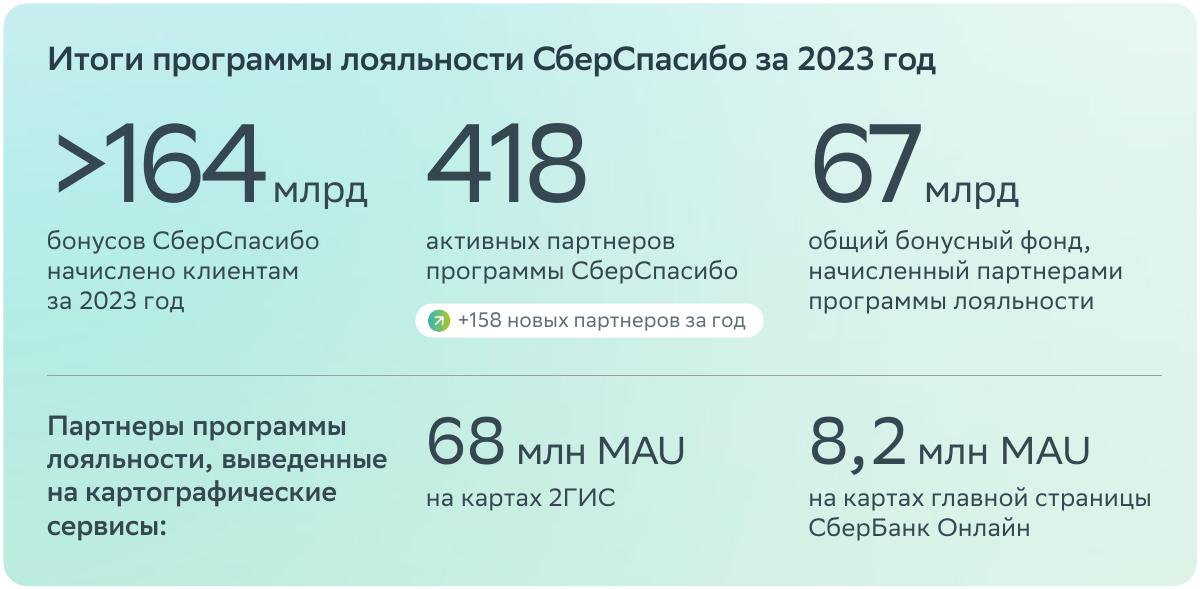 Итоги программы лояльности СберСпасибо за 2023 год
>164 млрд
бонусов СберСпасибо
начислено клиентам
за 2023 год
418
активных партнеров
программы СберСпасибо
+158 новых партнеров за год
67 млрд
общий бонусный фонд,
начисленный партнерами
программы лояльности
Партнеры программы
лояльности, выведенные
на картографические
сервисы:
68 млн MAU
на картах 2ГИС
8,2 млн MAU
на картах главной страницы
СберБанк Онлайн